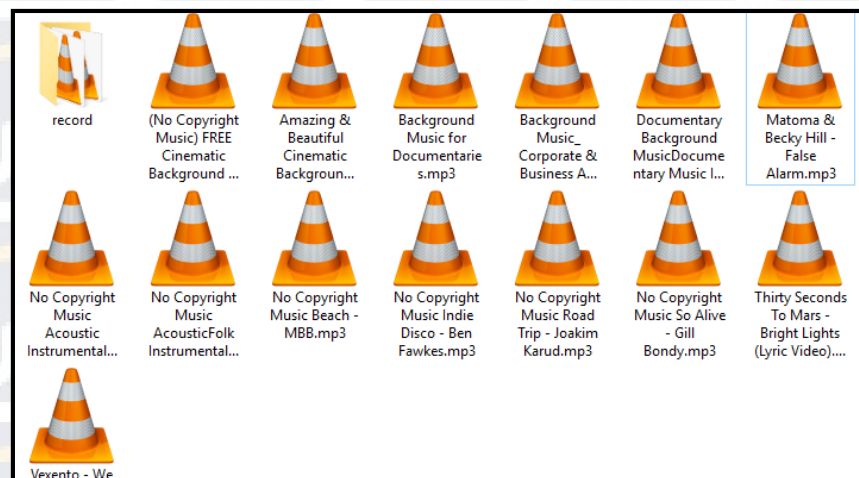 record
(No Copyright
Music) FREE
Cinematic
Background ...
Amazing &
Beautiful
Cinematic
Backgroun...
Background
Music for
Documentarie
s.mp3
Background
Music_
Corporate &
Business A...
Documentary
Background
MusicDocume
ntary Music I...
Matoma &
Becky Hill -
False
Alarm.mp3
No Copyright
Music
Acoustic
Instrumental...
No Copyright
Music
AcousticFolk
Instrumental...
No Copyright
Music Beach -
MBB.mp3
No Copyright
Music Indie
Disco - Ben
Fawkes.mp3
No Copyright
Music Road
Trip - Joakim
Karud.mp3
No Copyright
Music So Alive
- Gill
Bondy.mp3
Thirty Seconds
To Mars -
Bright Lights
(Lyric Video)....
Vexento - We